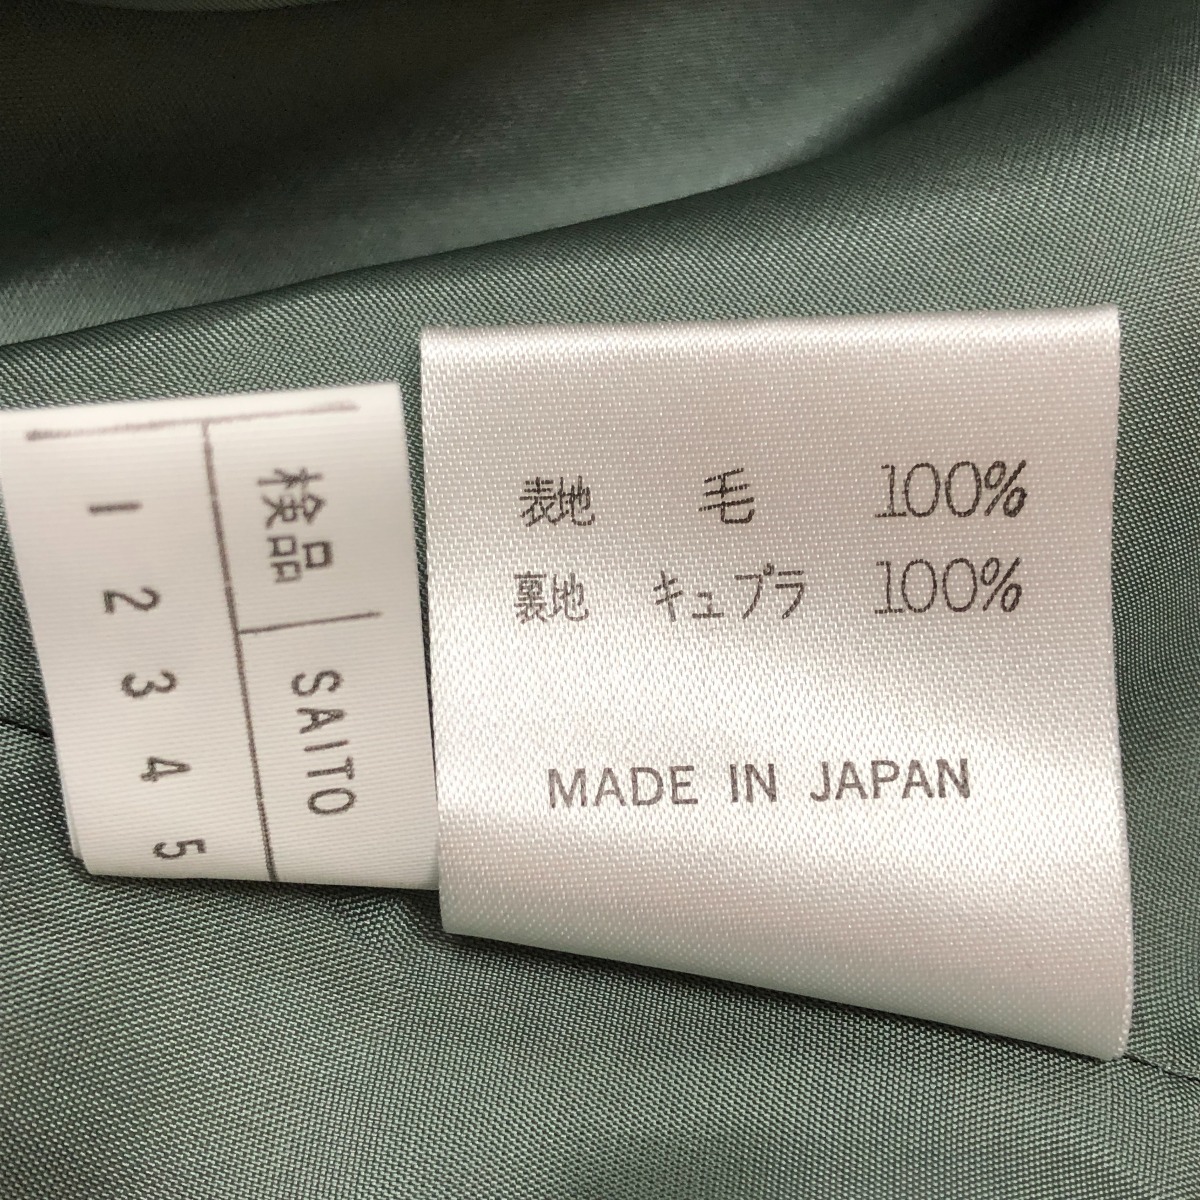 検品
SAITO
1 2 3 4 5
表地 毛 100%
裏地 キュプラ 100%
MADE IN JAPAN